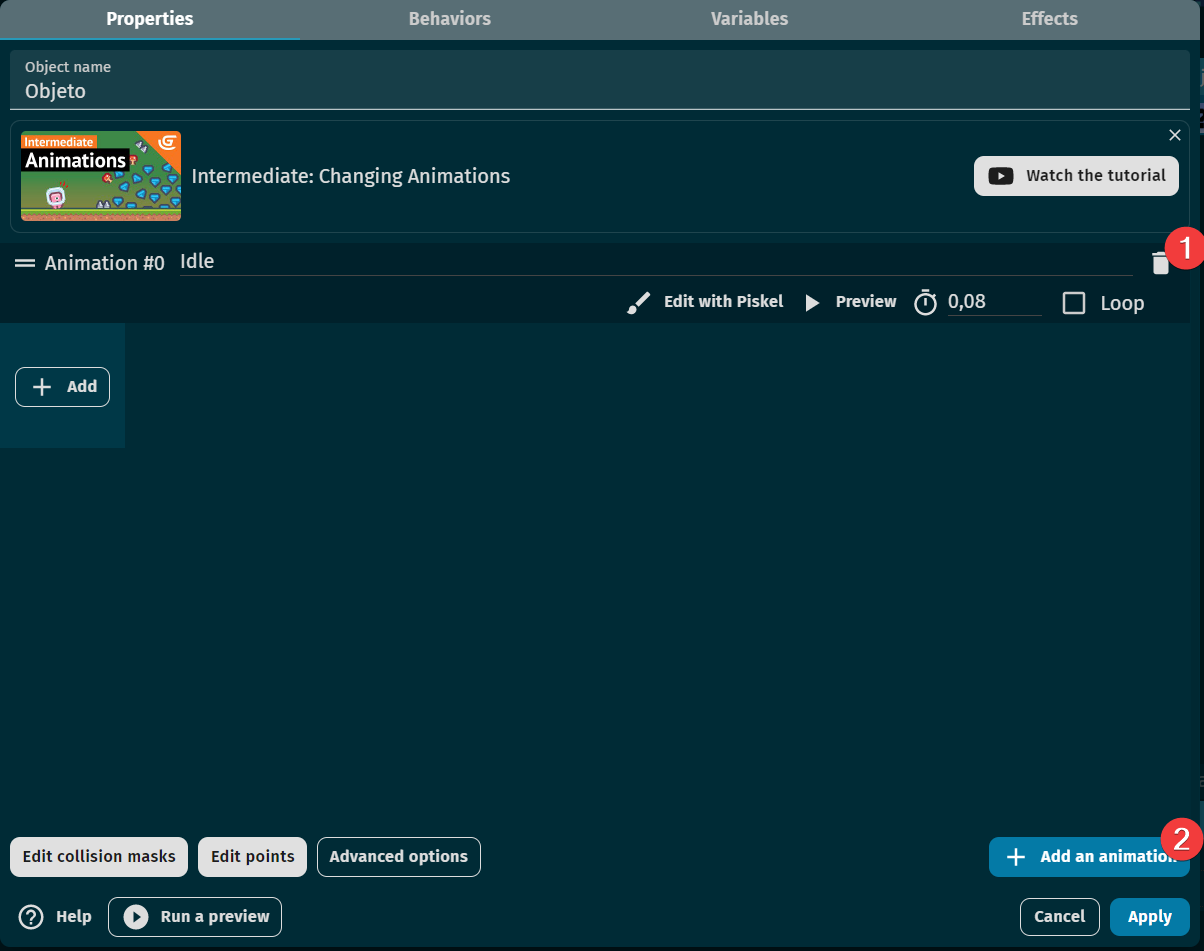 Properties Behaviors Variables Effects
Object name
Objeto
Intermediate
Animations
Intermediate: Changing Animations
Watch the tutorial
1
Animation #0 Idle
Edit with Piskel Preview 0,08 Loop
Add
2
Edit collision masks Edit points Advanced options Add an animation
Help Run a preview Cancel Apply